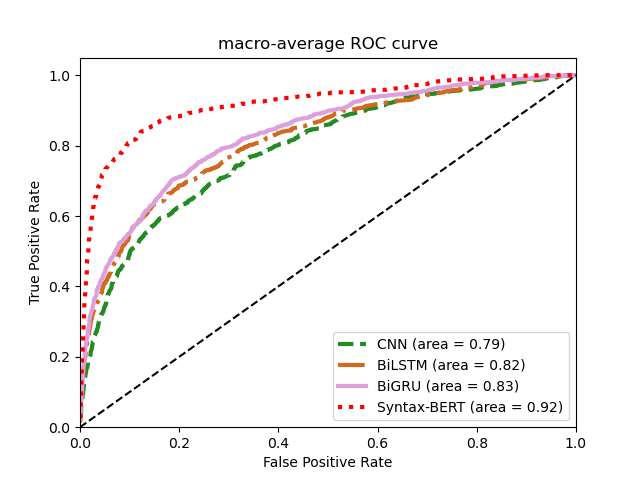 macro-average ROC curve
True Positive Rate
1.0
0.8
0.6
0.4
0.2
0.0
CNN (area = 0.79)
BiLSTM (area = 0.82)
BiGRU (area = 0.83)
Syntax-BERT (area = 0.92)
0.0 0.2 0.4 0.6 0.8 1.0
False Positive Rate